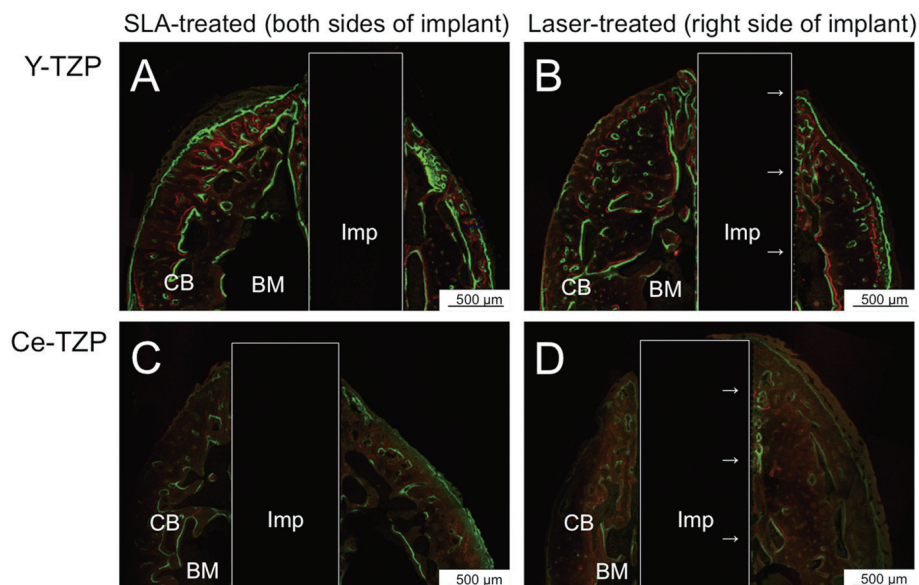 SLA-treated (both sides of implant) Laser-treated (right side of implant)
Y-TZP
A
Imp
CB
BM
500 µm
B
→
→
Imp
→
CB
BM
500 µm
Ce-TZP
C
CB
Imp
BM
500 µm
D
→
→
CB
Imp
→
BM
500 µm